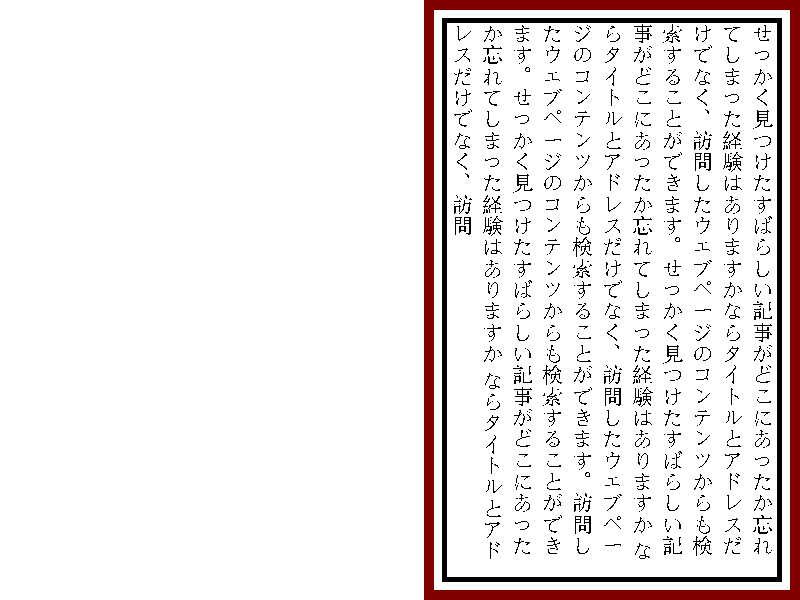 せっかく見つけたすばらしい記事がどこにあったか忘れ
てしまった経験はありますかならタイトルとアドレスだ
けでなく、訪問したウェブページのコンテンツからも検
索することができます。せっかく見つけたすばらしい記
事がどこにあったか忘れてしまった経験はありますかな
らタイトルとアドレスだけでなく、訪問したウェブペー
ジのコンテンツからも検索することができます。訪問し
たウェブページのコンテンツからも検索することができ
ます。せっかく見つけたすばらしい記事がどこにあった
か忘れてしまった経験はありますか ならタイトルとアド
レスだけでなく、訪問